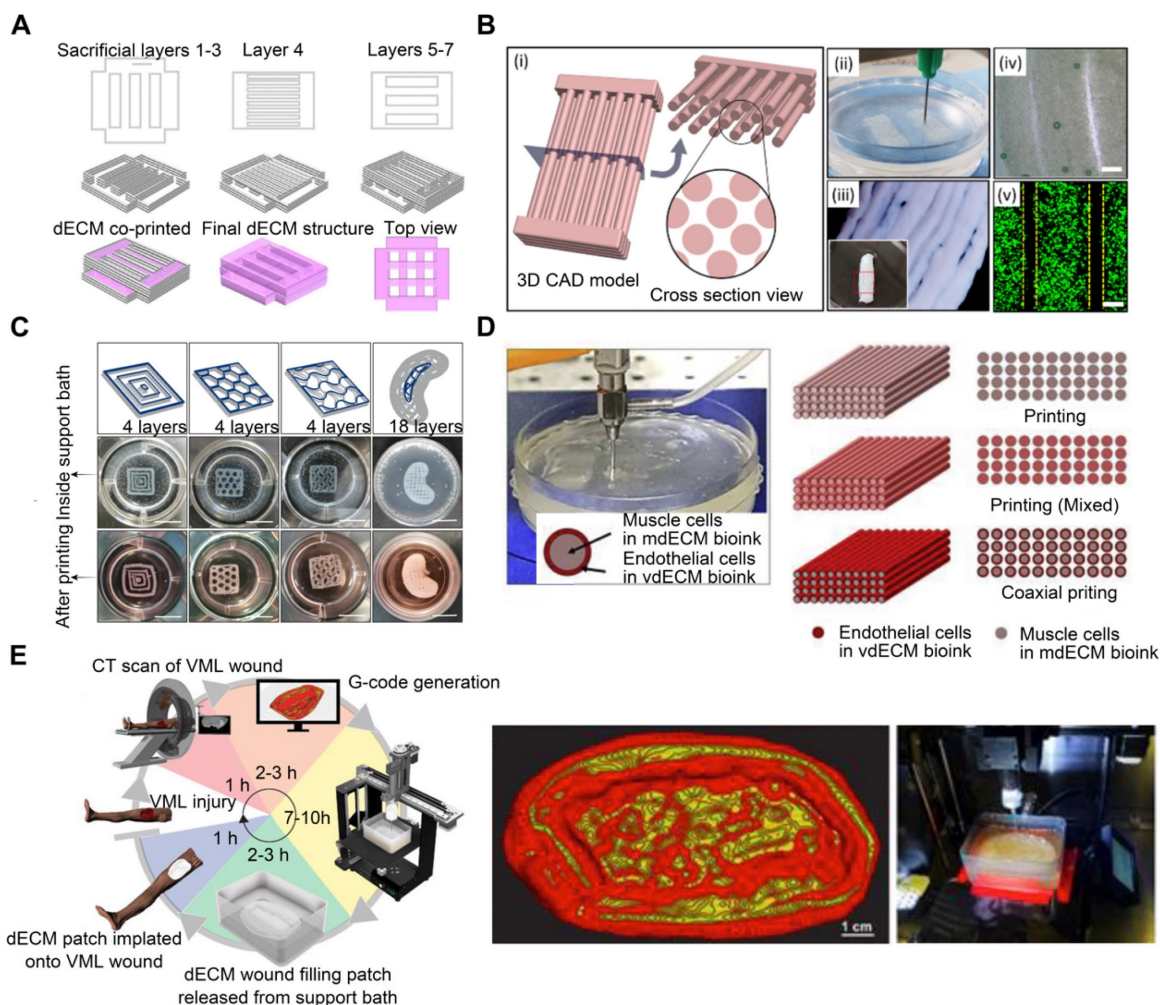 A
Sacrificial layers 1-3
Layer 4
Layers 5-7
dECM co-printed
Final dECM structure
Top view
B
(i)
3D CAD model
Cross section view
(ii)
(iii)
(iv)
(v)
C
4 layers
4 layers
4 layers
18 layers
After printing Inside support bath
D
Muscle cells
in mdECM bioink
Endothelial cells
in vdECM bioink
Printing
Printing (Mixed)
Coaxial priting
Endothelial cells
in vdECM bioink
Muscle cells
in mdECM bioink
E
CT scan of VML wound
G-code generation
2-3 h
1 h
VML injury
7-10h
1 h
2-3 h
dECM patch implated
onto VML wound
dECM wound filling patch
released from support bath
1 cm